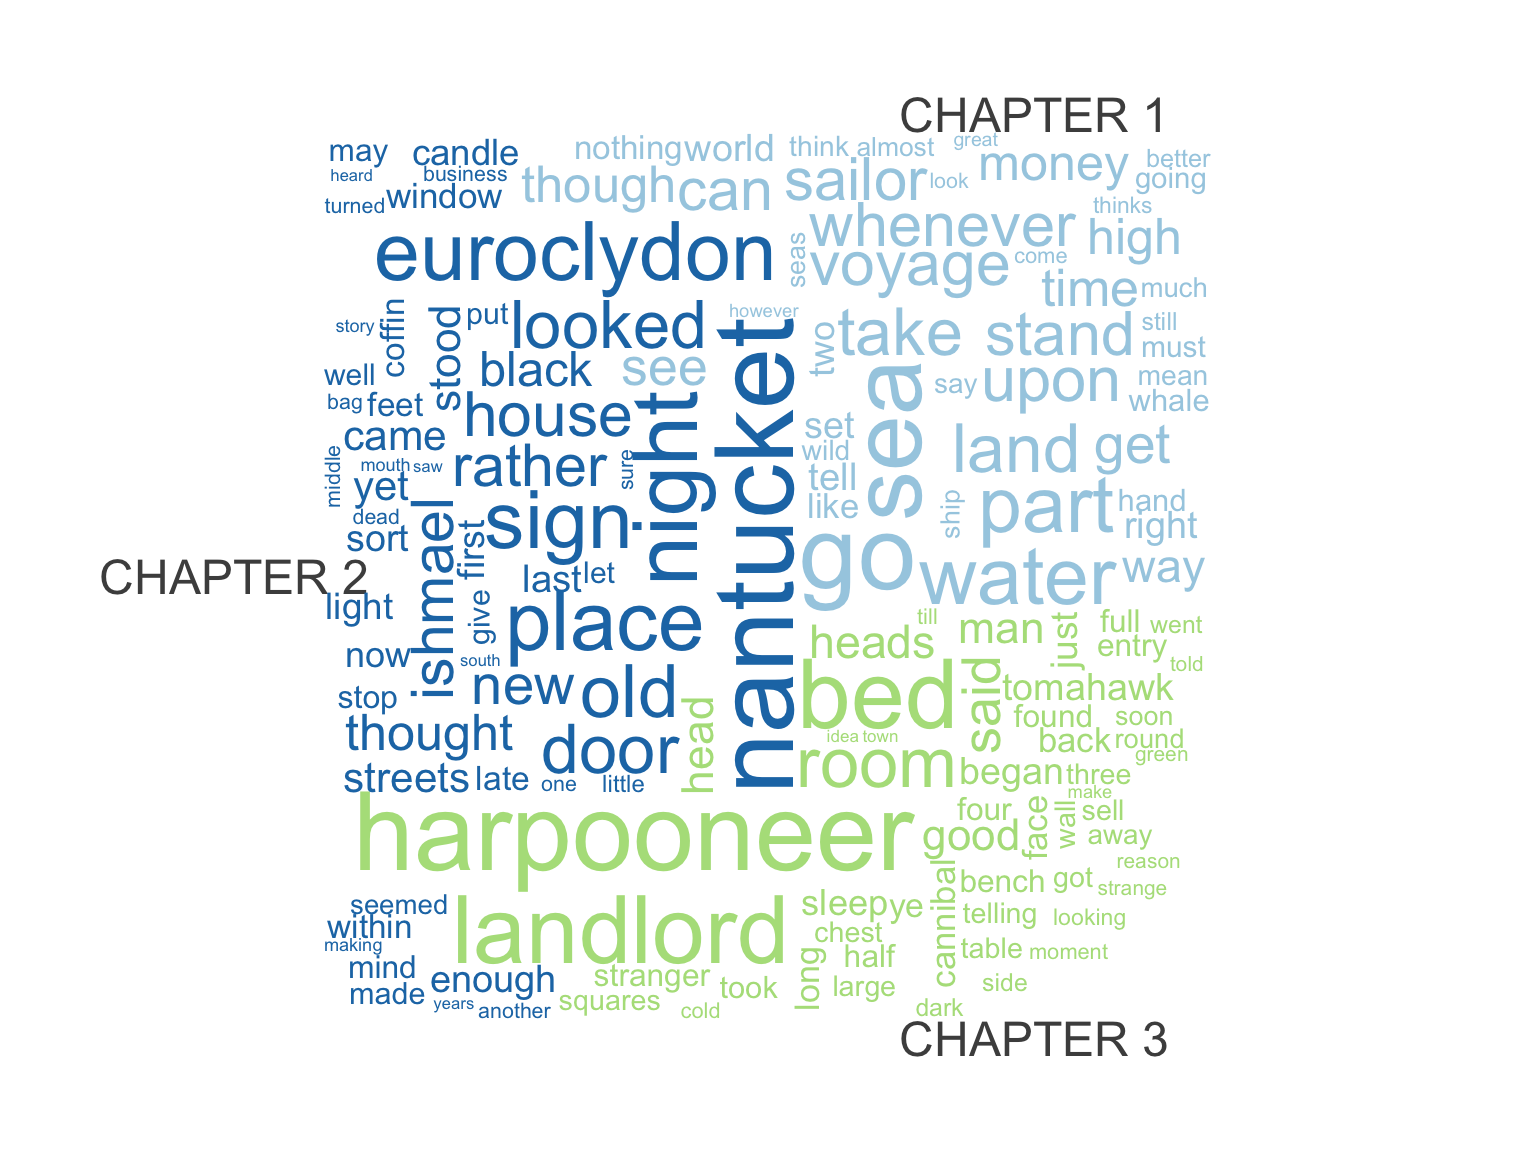 CHAPTER 1
may candle nothing world think almost great money better
heard business though can sailor look going
turned window whenever thinks
euroclydon seas voyage come high
time much
story coffin stood put looked however two take stand still
must
well black see nantucket sea say upon mean
bag feet house night set whale
came wild land get
middle mouth saw rather sure tell
yet like ship part hand
dead sign right
sort ishmael first go
CHAPTER 2 last let water way
light give place till man just full went
now south heads entry
told
stop new old head bed said tomahawk
found soon
thought door idea town back round
room green
streets late one little began three
make
harpooneer four face wall sell
good away
reason
cannibal bench got strange
seemed landlord sleep ye telling looking
within chest
making long half table moment
mind enough stranger
made took large side
years another squares cold dark
CHAPTER 3